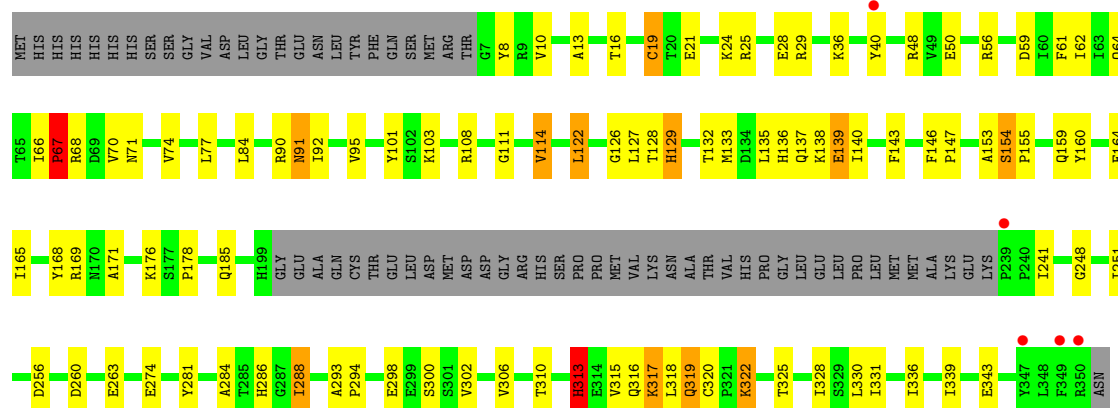 MET HIS HIS HIS HIS HIS HIS SER SER GLY VAL ASP LEU GLY THR GLU ASN LEU TYR PHE GLN SER MET ARG THR G7 Y8 R9 V10 A13 T16 C19 T20 E21 K24 R25 E28 R29 K36 Y40 R48 V49 E50 R56 D59 I60 F61 I62 I63 Q64
T65 I66 P67 R68 D69 V70 N71 V74 L77 L84 R90 N91 I92 V95 Y101 S102 K103 R108 G111 V114 L122 G126 L127 T128 H129 T132 M133 D134 L135 H136 Q137 K138 E139 I140 F143 F146 P147 A153 S154 P155 Q159 Y160 E164
I165 Y168 R169 N170 A171 K176 S177 P178 Q185 H199 GLY GLU ALA GLN CYS THR GLU LEU ASP MET ASP ASP GLY ARG HIS SER PRO PRO MET VAL LYS ASN ALA THR VAL HIS PRO GLY LEU GLU LEU PRO LEU MET MET ALA LYS GLU LYS P239 P240 I241 G248 I251
D256 D260 E263 E274 Y281 A284 T285 H286 G287 I288 A293 P294 E298 E299 S300 S301 V302 V306 T310 H313 E314 V315 Q316 K317 L318 Q319 C320 P321 K322 T325 I328 S329 L330 I331 I336 I339 E343 Y347 L348 F349 R350 ASN